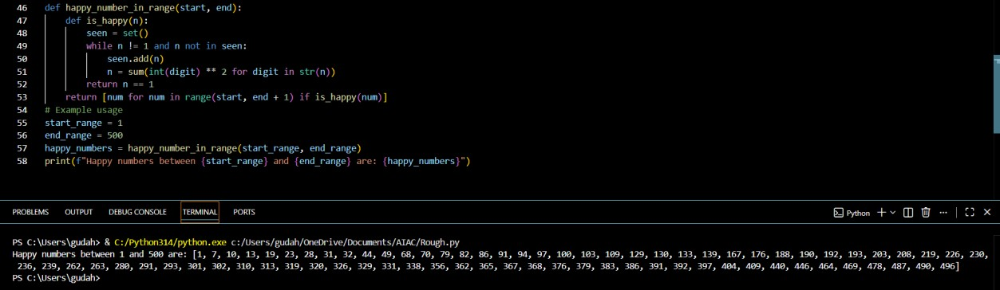 46 def happy_number_in_range(start, end):
47 def is_happy(n):
48 seen = set()
49 while n != 1 and n not in seen:
50 seen.add(n)
51 n = sum(int(digit) ** 2 for digit in str(n))
52 return n == 1
53 return [num for num in range(start, end + 1) if is_happy(num)]
54 # Example usage
55 start_range = 1
56 end_range = 500
57 happy_numbers = happy_number_in_range(start_range, end_range)
58 print(f"Happy numbers between {start_range} and {end_range} are: {happy_numbers}")
PROBLEMS OUTPUT DEBUG CONSOLE TERMINAL PORTS Python
PS C:\Users\gudah> & C:/Python314/python.exe c:/Users/gudah/OneDrive/Documents/AIAC/Rough.py
Happy numbers between 1 and 500 are: [1, 7, 10, 13, 19, 23, 28, 31, 32, 44, 49, 68, 70, 79, 82, 86, 91, 94, 97, 100, 103, 109, 129, 130, 133, 139, 167, 176, 188, 190, 192, 193, 203, 208, 219, 226, 230,
236, 239, 262, 263, 280, 291, 293, 301, 302, 310, 313, 319, 320, 326, 329, 331, 338, 356, 362, 365, 367, 368, 376, 379, 383, 386, 391, 392, 397, 404, 409, 440, 446, 464, 469, 478, 487, 490, 496]
PS C:\Users\gudah>